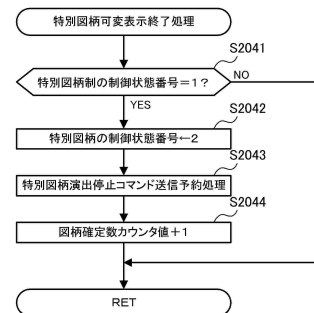 特別図柄可変表示終了処理
S2041
特別図柄制の制御状態番号＝1？
NO
YES
S2042
特別図柄の制御状態番号←2
S2043
特別図柄演出停止コマンド送信予約処理
S2044
図柄確定数カウンタ値＋1
RET